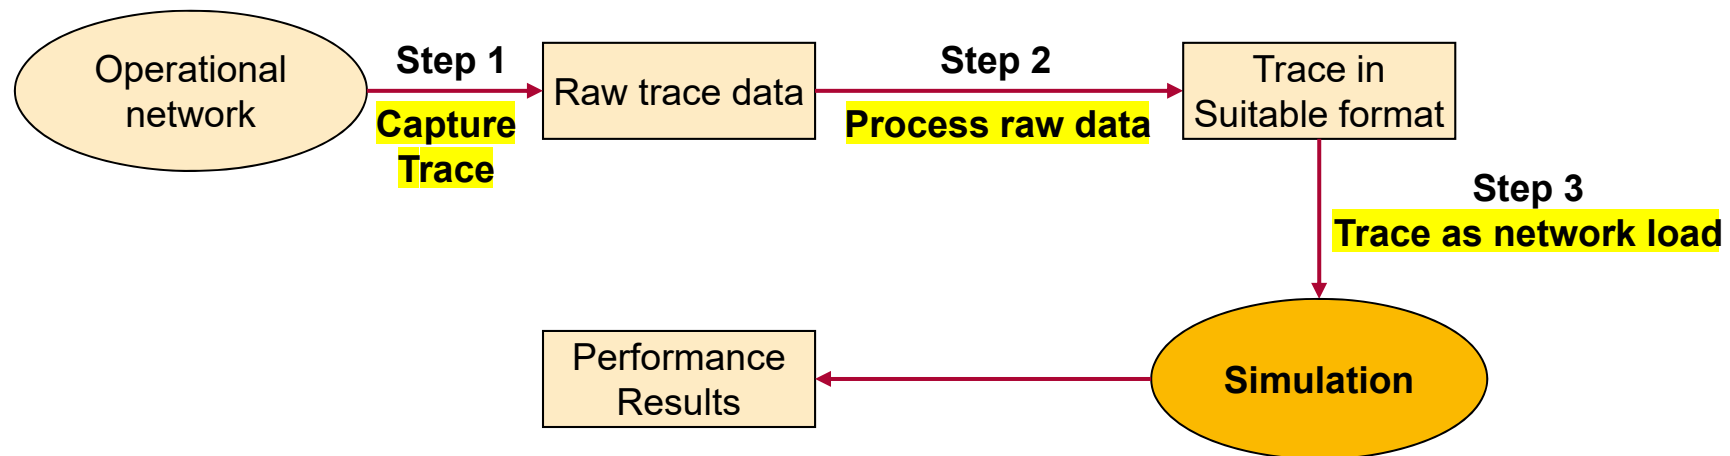 Operational
network
Step 1
Capture
Trace
Raw trace data
Step 2
Process raw data
Trace in
Suitable format
Step 3
Trace as network load
Performance
Results
Simulation